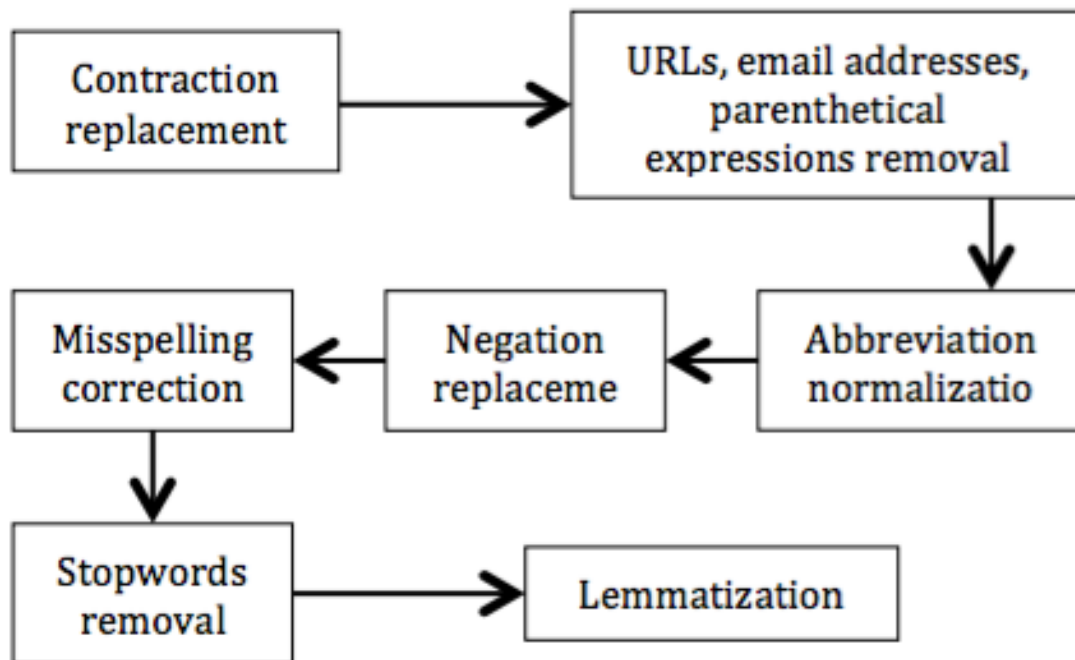 Contraction
replacement
URLs, email addresses,
parenthetical
expressions removal
Abbreviation
normalizatio
Negation
replaceme
Misspelling
correction
Stopwords
removal
Lemmatization